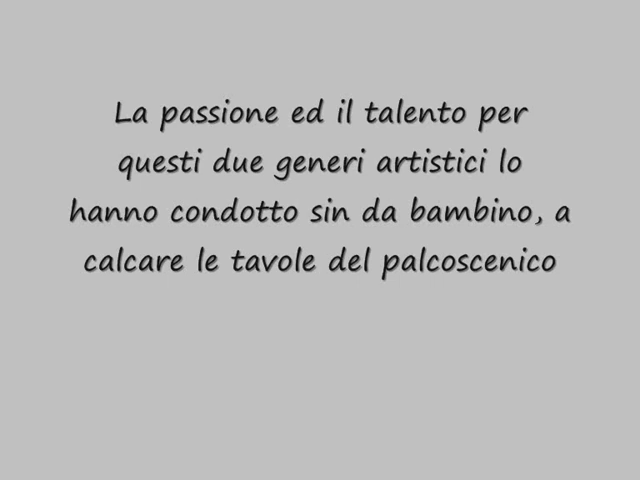 La passione ed il talento per
questi due generi artistici lo
hanno condotto sin da bambino, a
calcare le tavole del palcoscenico